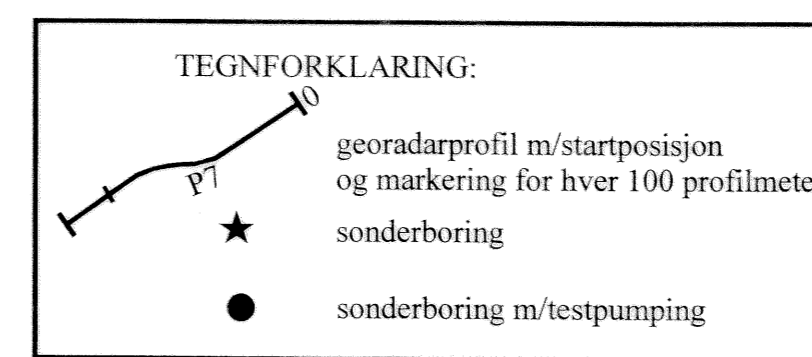 TEGNFORKLARING:
0
georadarprofil m/startposisjon
P7
og markering for hver 100 profilmete
sonderboring
sonderboring m/testpumping